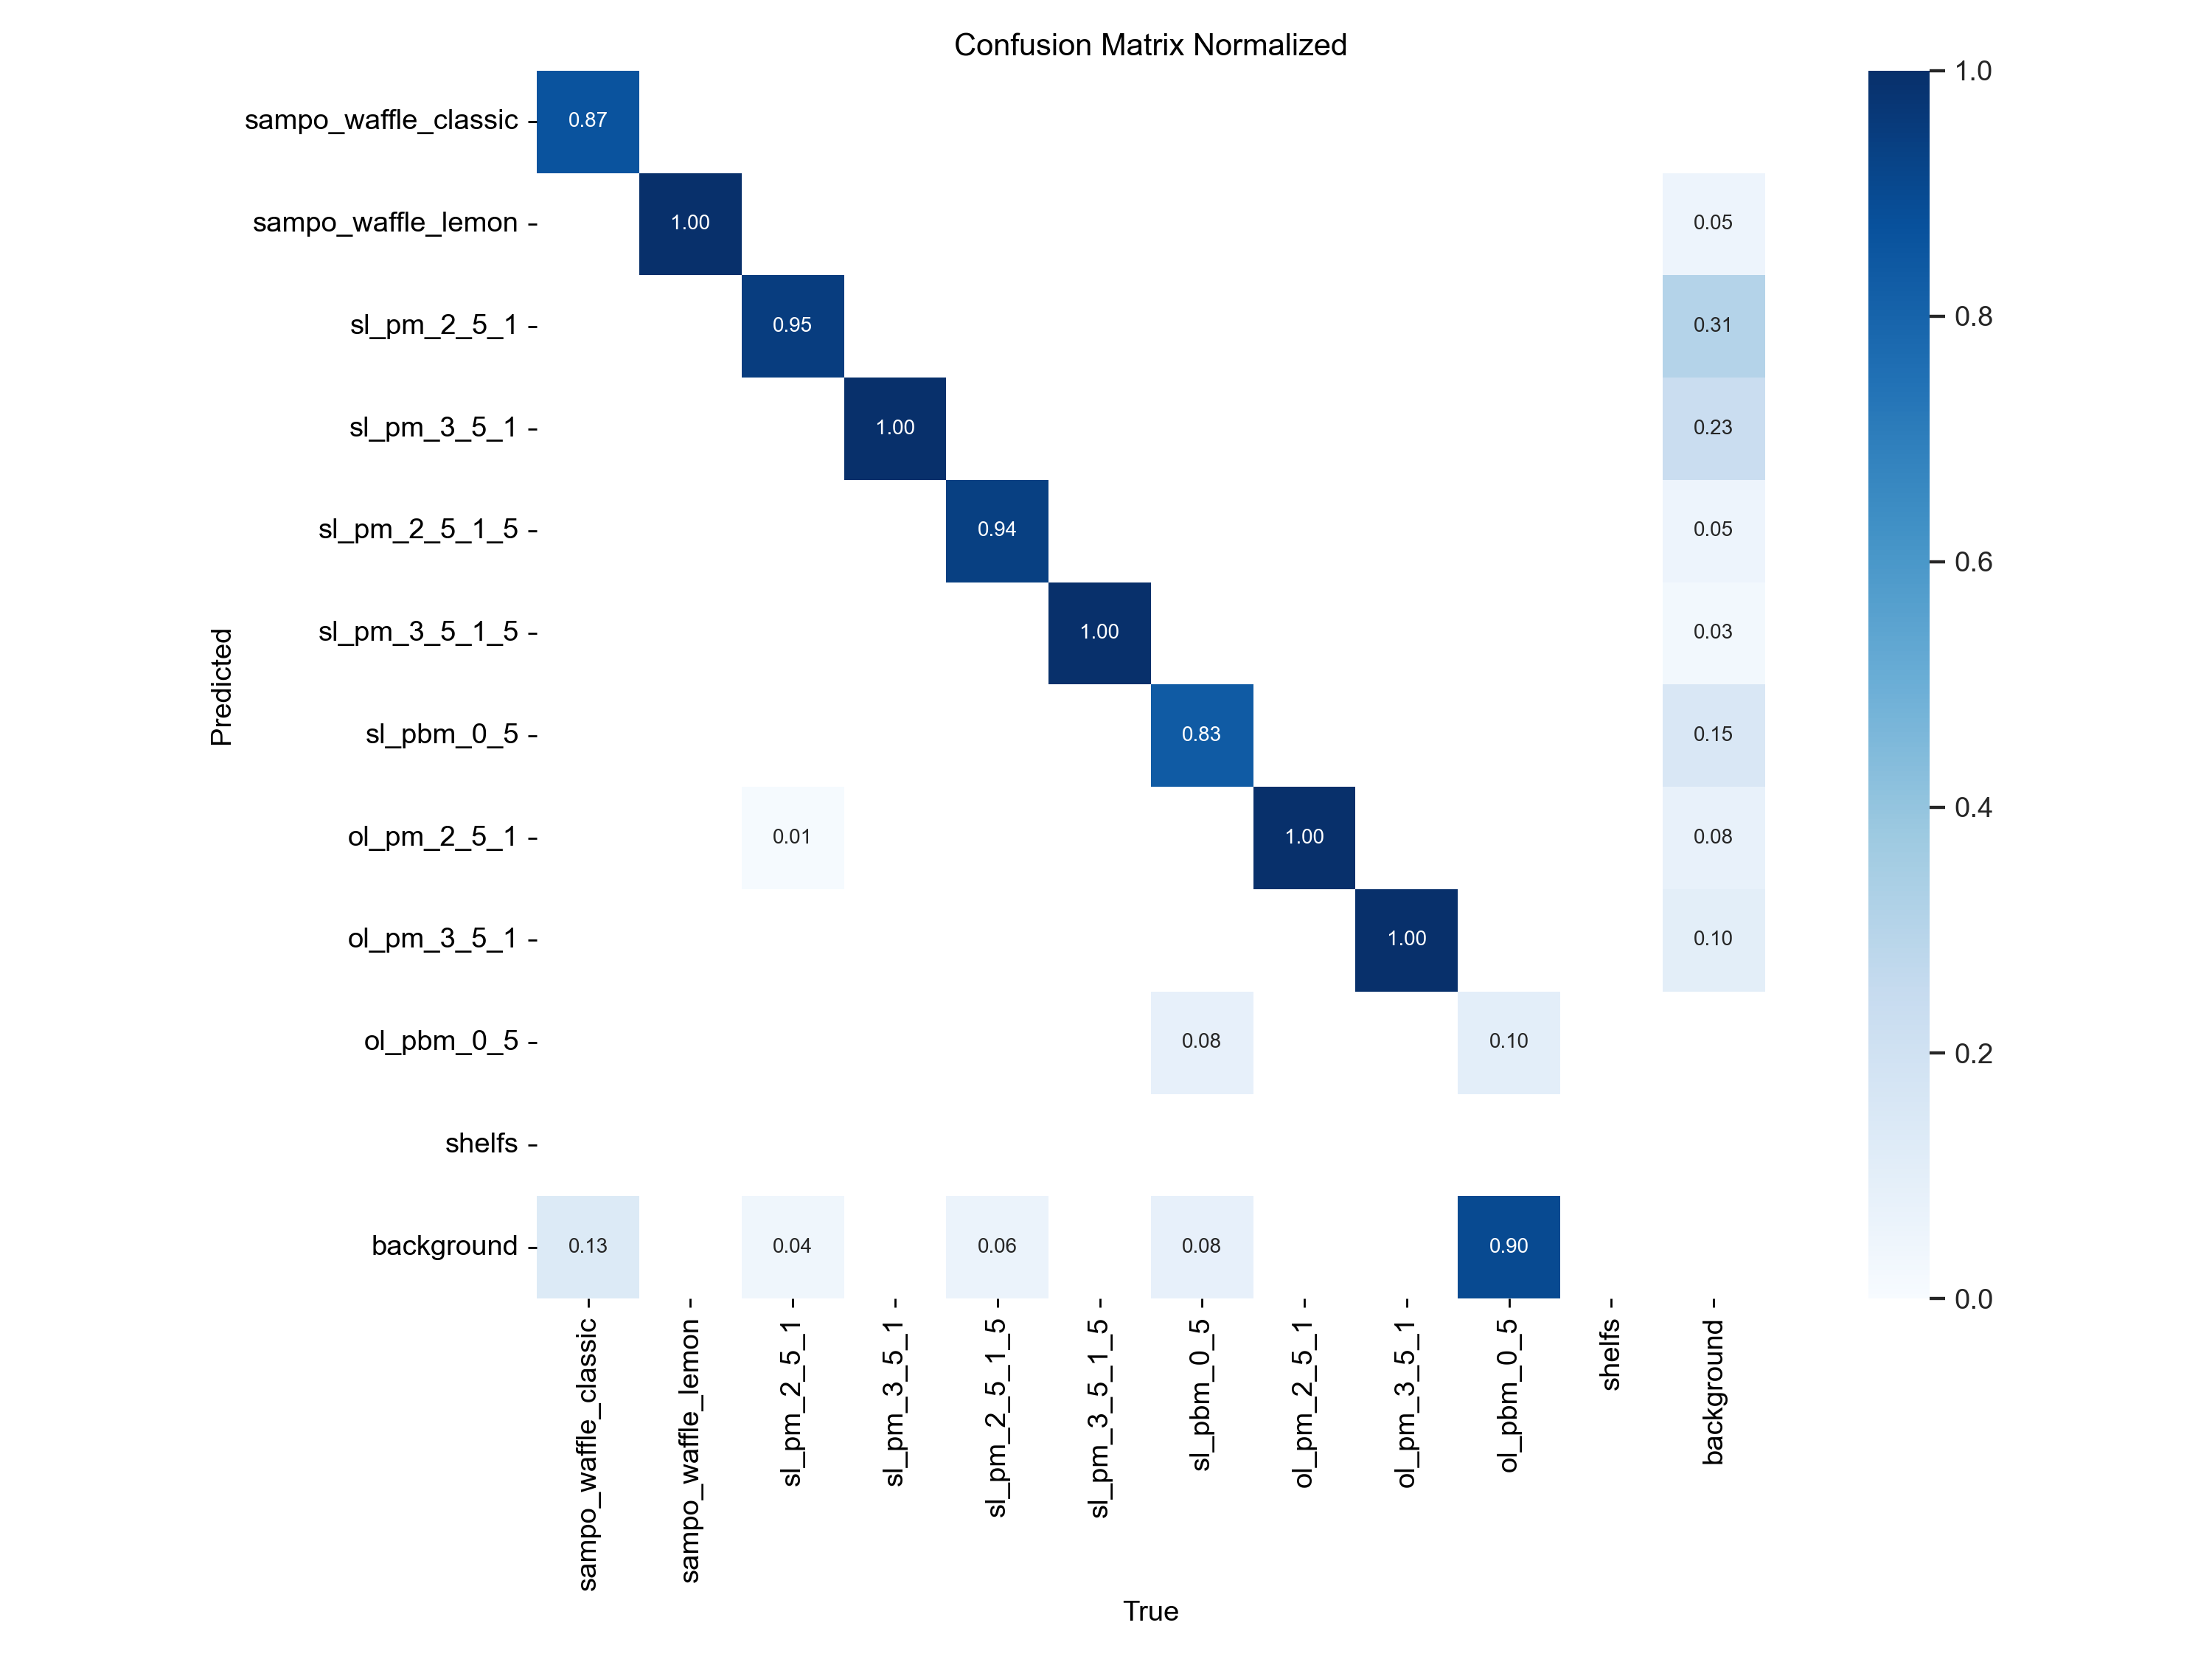 Confusion Matrix Normalized
sampo_waffle_classic 0.87 1.0
sampo_waffle_lemon 1.00 0.05
sl_pm_2_5_1 0.95 0.31 0.8
sl_pm_3_5_1 1.00 0.23
sl_pm_2_5_1_5 0.94 0.05 0.6
sl_pm_3_5_1_5 1.00 0.03
Predicted
sl_pbm_0_5 0.83 0.15
ol_pm_2_5_1 0.01 1.00 0.08 0.4
ol_pm_3_5_1 1.00 0.10
ol_pbm_0_5 0.08 0.10 0.2
shelfs
background 0.13 0.04 0.06 0.08 0.90 0.0
sampo_waffle_classic
sampo_waffle_lemon
sl_pm_2_5_1
sl_pm_3_5_1
sl_pm_2_5_1_5
sl_pm_3_5_1_5
sl_pbm_0_5
ol_pm_2_5_1
ol_pm_3_5_1
ol_pbm_0_5
shelfs
background
True